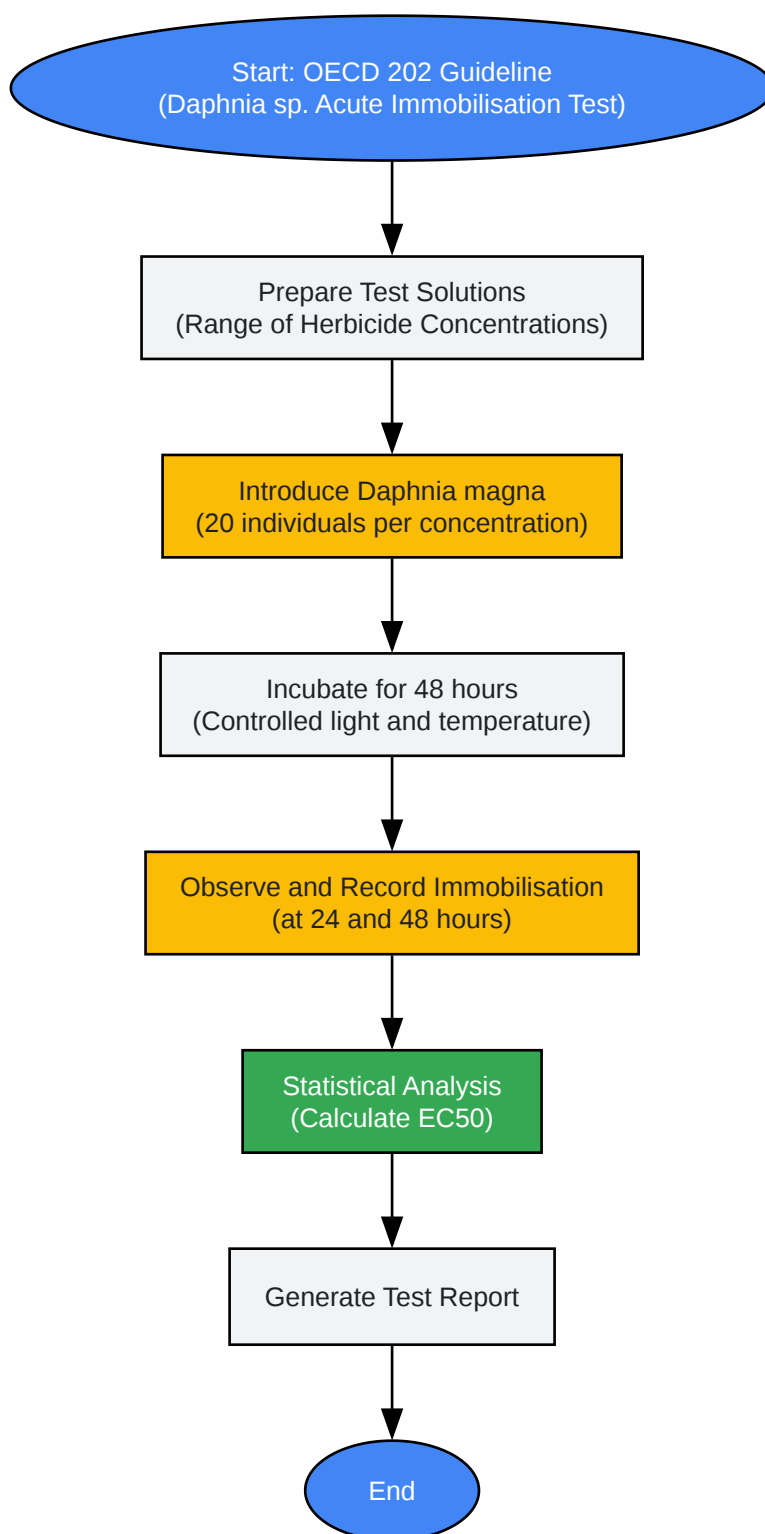 Start: OECD 202 Guideline
(Daphnia sp. Acute Immobilisation Test)
Prepare Test Solutions
(Range of Herbicide Concentrations)
Introduce Daphnia magna
(20 individuals per concentration)
Incubate for 48 hours
(Controlled light and temperature)
Observe and Record Immobilisation
(at 24 and 48 hours)
Statistical Analysis
(Calculate EC50)
Generate Test Report
End